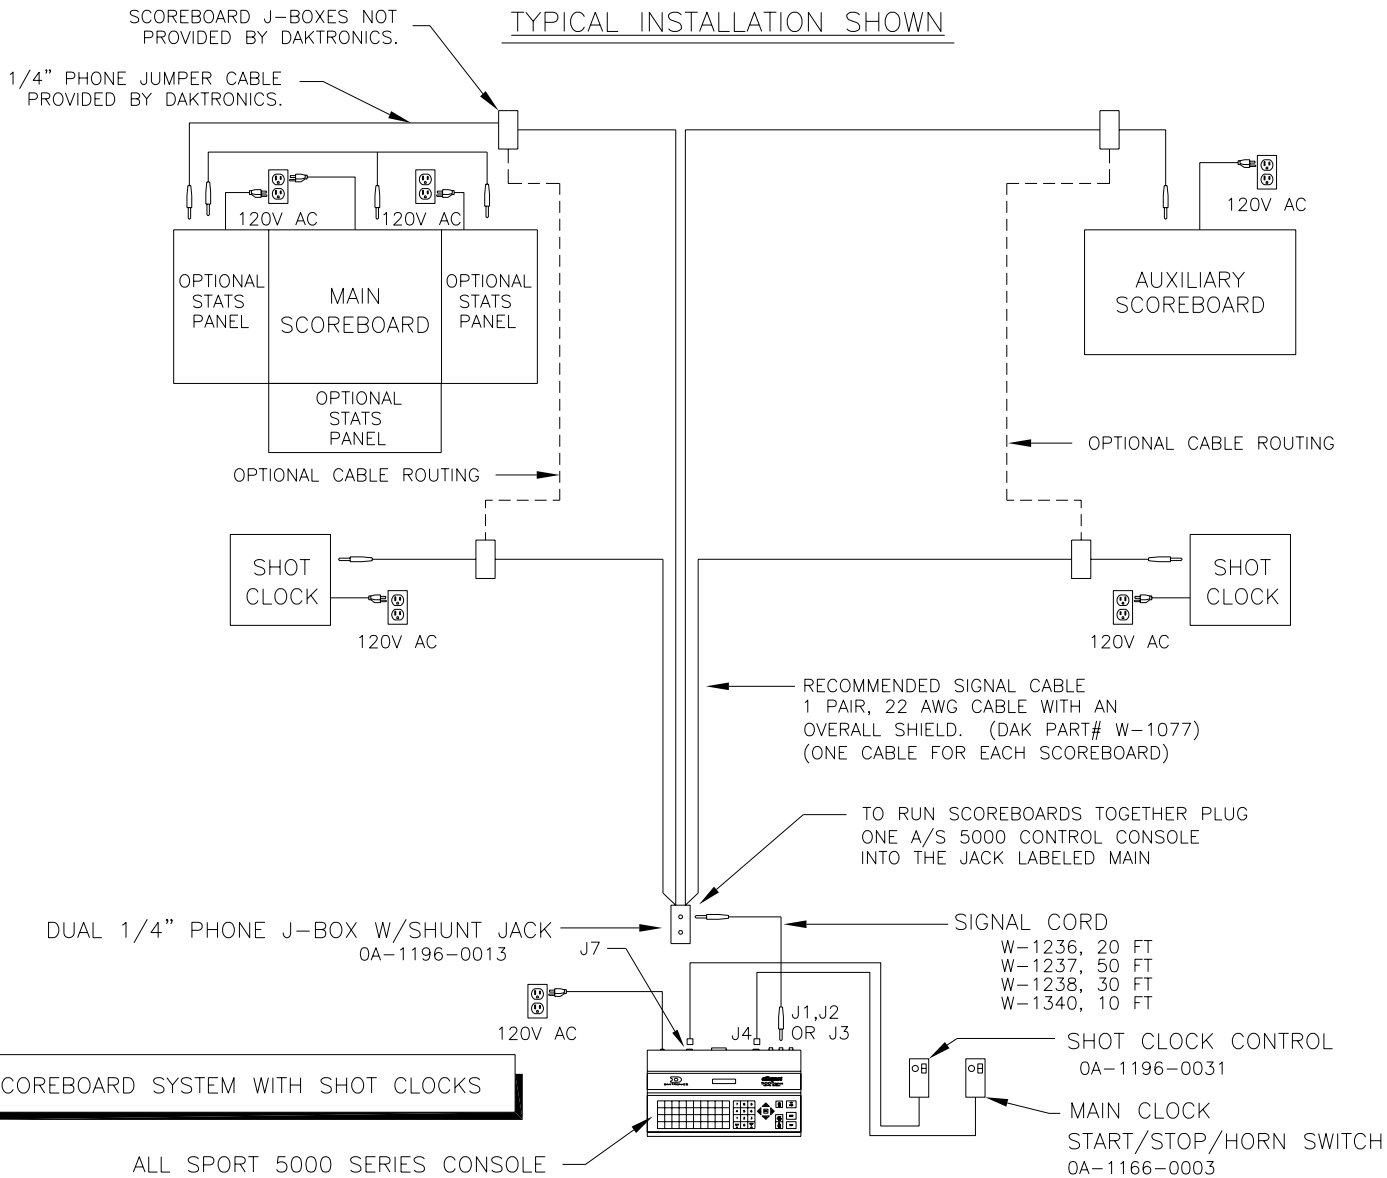 TYPICAL INSTALLATION SHOWN
SCOREBOARD J-BOXES NOT
PROVIDED BY DAKTRONICS.
1/4" PHONE JUMPER CABLE
PROVIDED BY DAKTRONICS.
120V AC
120V AC
120V AC
OPTIONAL
STATS
PANEL
MAIN
SCOREBOARD
OPTIONAL
STATS
PANEL
AUXILIARY
SCOREBOARD
OPTIONAL
STATS
PANEL
OPTIONAL CABLE ROUTING
OPTIONAL CABLE ROUTING
SHOT
CLOCK
120V AC
SHOT
CLOCK
120V AC
RECOMMENDED SIGNAL CABLE
1 PAIR, 22 AWG CABLE WITH AN
OVERALL SHIELD. (DAK PART# W-1077)
(ONE CABLE FOR EACH SCOREBOARD)
TO RUN SCOREBOARDS TOGETHER PLUG
ONE A/S 5000 CONTROL CONSOLE
INTO THE JACK LABELED MAIN
DUAL 1/4" PHONE J-BOX W/SHUNT JACK
0A-1196-0013
SIGNAL CORD
W-1236, 20 FT
W-1237, 50 FT
W-1238, 30 FT
W-1340, 10 FT
J7
120V AC
J4
J1,J2
OR J3
SHOT CLOCK CONTROL
0A-1196-0031
MAIN CLOCK
START/STOP/HORN SWITCH
0A-1166-0003
COREBOARD SYSTEM WITH SHOT CLOCKS
ALL SPORT 5000 SERIES CONSOLE